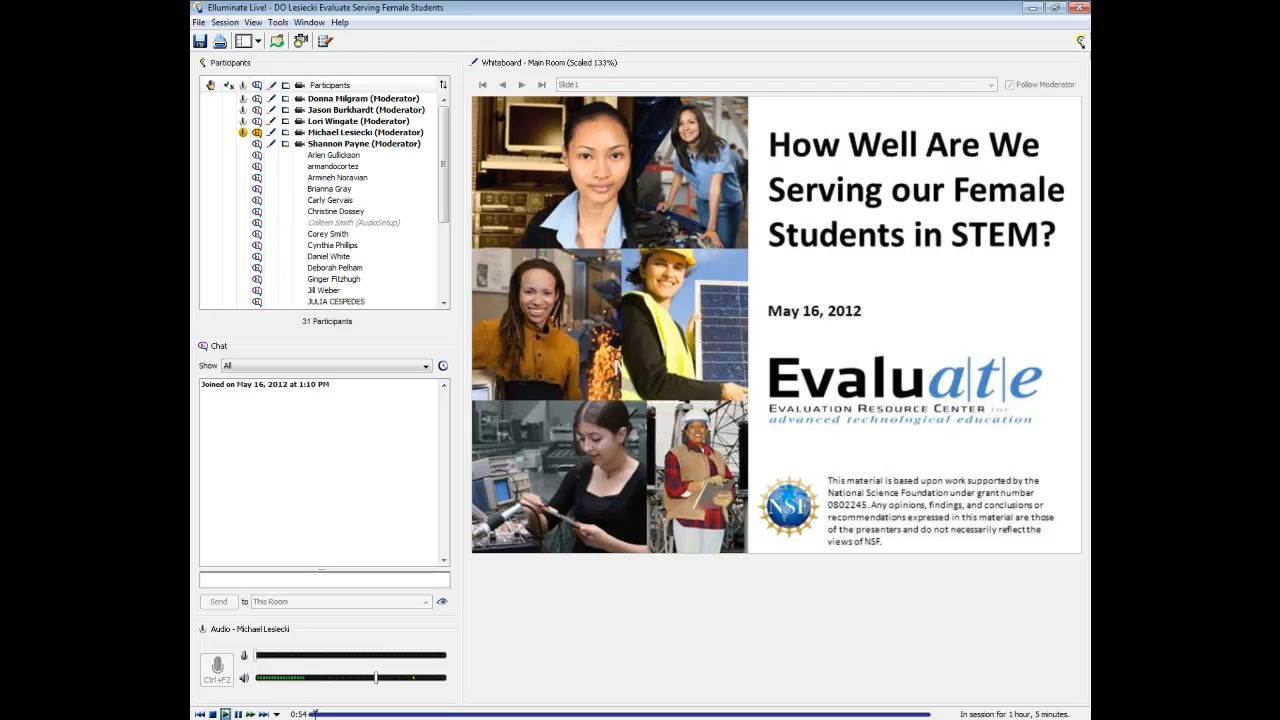 Elluminate Live! - DO Lesiecki Evaluate Serving Female Students
File Session View Tools Window Help
Participants
Participants
Donna Milgram (Moderator)
Jason Burkhardt (Moderator)
Lori Wingate (Moderator)
Michael Lesiecki (Moderator)
Shannon Payne (Moderator)
Arlen Gullickson
armandocortez
Armineh Noravian
Brianna Gray
Carly Gervais
Christine Dossey
Colleen Smith (AudioSetup)
Corey Smith
Cynthia Phillips
Daniel White
Deborah Pelham
Ginger Fitzhugh
Jill Weber
JULIA CESPEDES
31 Participants
Chat
Show All
Joined on May 16, 2012 at 1:10 PM
Send to This Room
Audio - Michael Lesiecki
Ctrl+F2
0:54
In session for 1 hour, 5 minutes.
Whiteboard - Main Room (Scaled 133%)
Slide1
Follow Moderator
How Well Are We
Serving our Female
Students in STEM?
May 16, 2012
Evalua|t|e
EVALUATION RESOURCE CENTER for
advanced technological education
NSF
This material is based upon work supported by the
National Science Foundation under grant number
0802245. Any opinions, findings, and conclusions or
recommendations expressed in this material are those
of the presenters and do not necessarily reflect the
views of NSF.